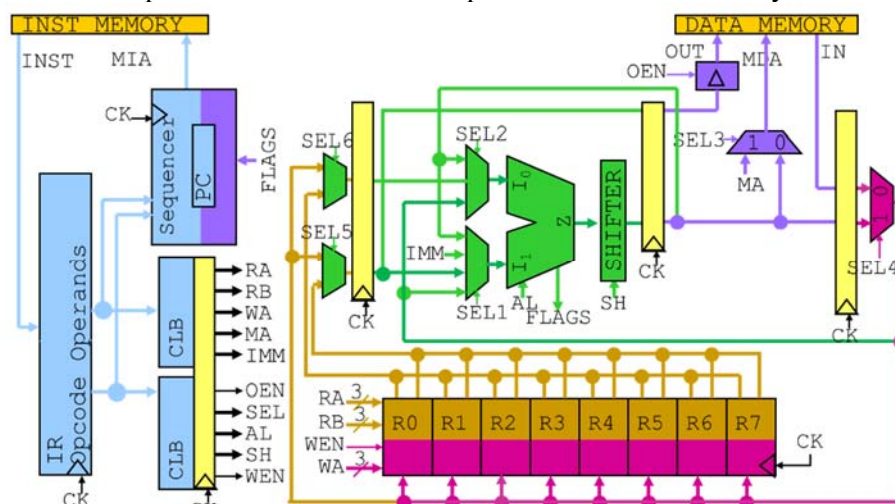 INST MEMORY
DATA MEMORY
INST
MIA
OUT
MDA
IN
OEN
CK
Sequencer
PC
FLAGS
SEL6
SEL2
SEL3
1 0
MA
SEL5
I0
I1
Z
SHIFTER
IMM
SEL1
AL
FLAGS
SH
CK
CK
1 0
SEL4
CK
IR
Opcode Operands
CK
CLB
RA
RB
WA
MA
IMM
CLB
OEN
SEL
AL
SH
WEN
CK
RA 3
RB 3
WEN
WA 3
R0 R1 R2 R3 R4 R5 R6 R7
CK